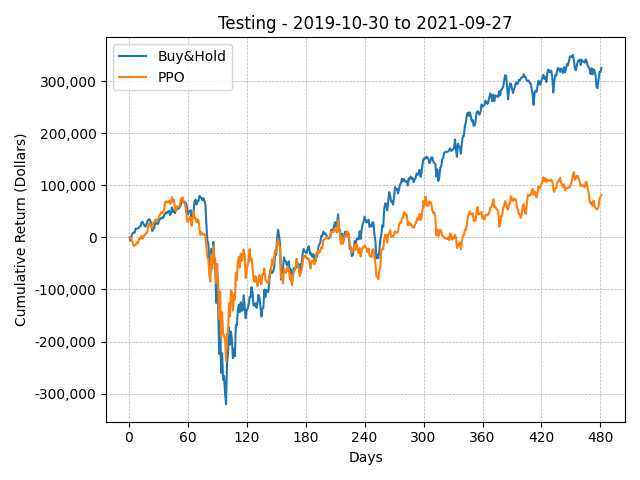 Testing - 2019-10-30 to 2021-09-27
Buy&Hold
PPO
Cumulative Return (Dollars)
300,000
200,000
100,000
0
-100,000
-200,000
-300,000
0 60 120 180 240 300 360 420 480
Days